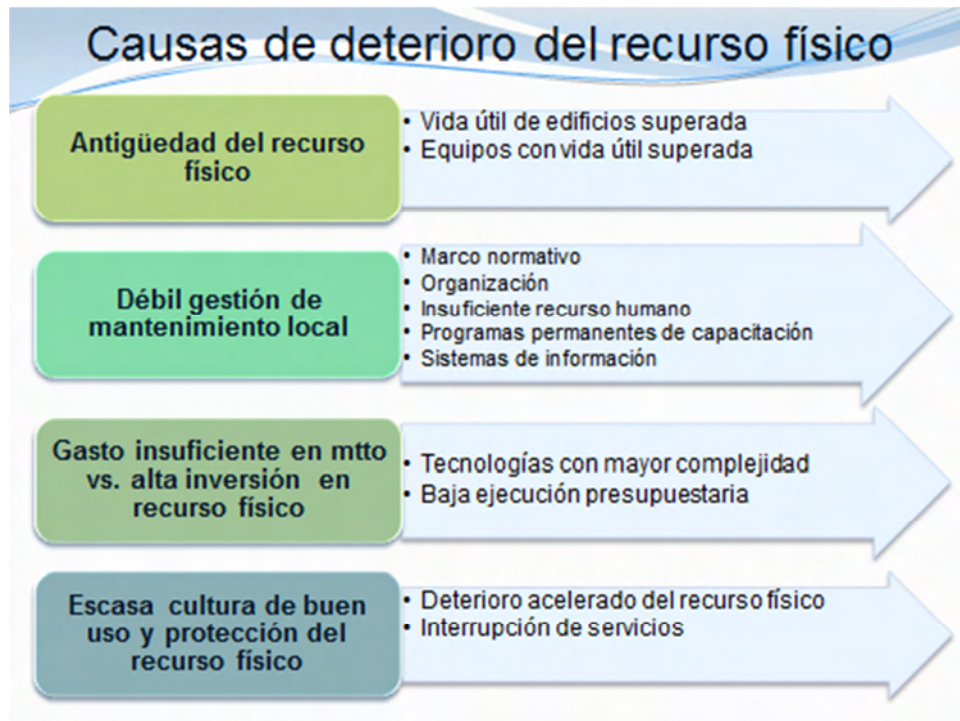 Causas de deterioro del recurso físico
Antigüedad del recurso
físico
• Vida útil de edificios superada
• Equipos con vida útil superada
Débil gestión de
mantenimiento local
• Marco normativo
• Organización
• Insuficiente recurso humano
• Programas permanentes de capacitación
• Sistemas de información
Gasto insuficiente en mtto
vs. alta inversión en
recurso físico
• Tecnologías con mayor complejidad
• Baja ejecución presupuestaria
Escasa cultura de buen
uso y protección del
recurso físico
• Deterioro acelerado del recurso físico
• Interrupción de servicios